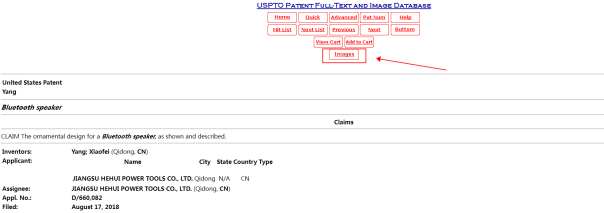 USPTO PATENT FULL-TEXT AND IMAGE DATABASE
Home Quick Advanced Pat Num Help
Hit List Next List Previous Next Bottom
View Cart Add to Cart
Images
United States Patent
Yang
Bluetooth speaker
Claims
CLAIM The ornamental design for a Bluetooth speaker, as shown and described.
Inventors: Yang; Xiaofei (Qidong, CN)
Applicant: Name City State Country Type
JIANGSU HEHUI POWER TOOLS CO., LTD. Qidong N/A CN
Assignee: JIANGSU HEHUI POWER TOOLS CO., LTD. (Qidong, CN)
Appl. No.: D/660,082
Filed: August 17, 2018